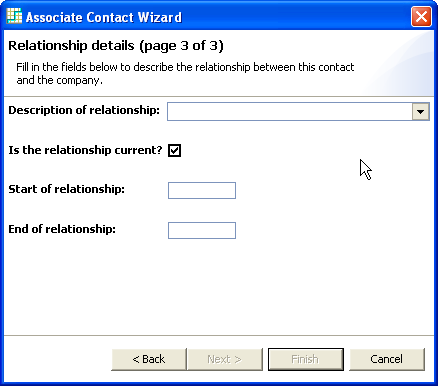 Associate Contact Wizard
Relationship details (page 3 of 3)
Fill in the fields below to describe the relationship between this contact
and the company.
Description of relationship:
Is the relationship current?
Start of relationship:
End of relationship:
< Back Next > Finish Cancel